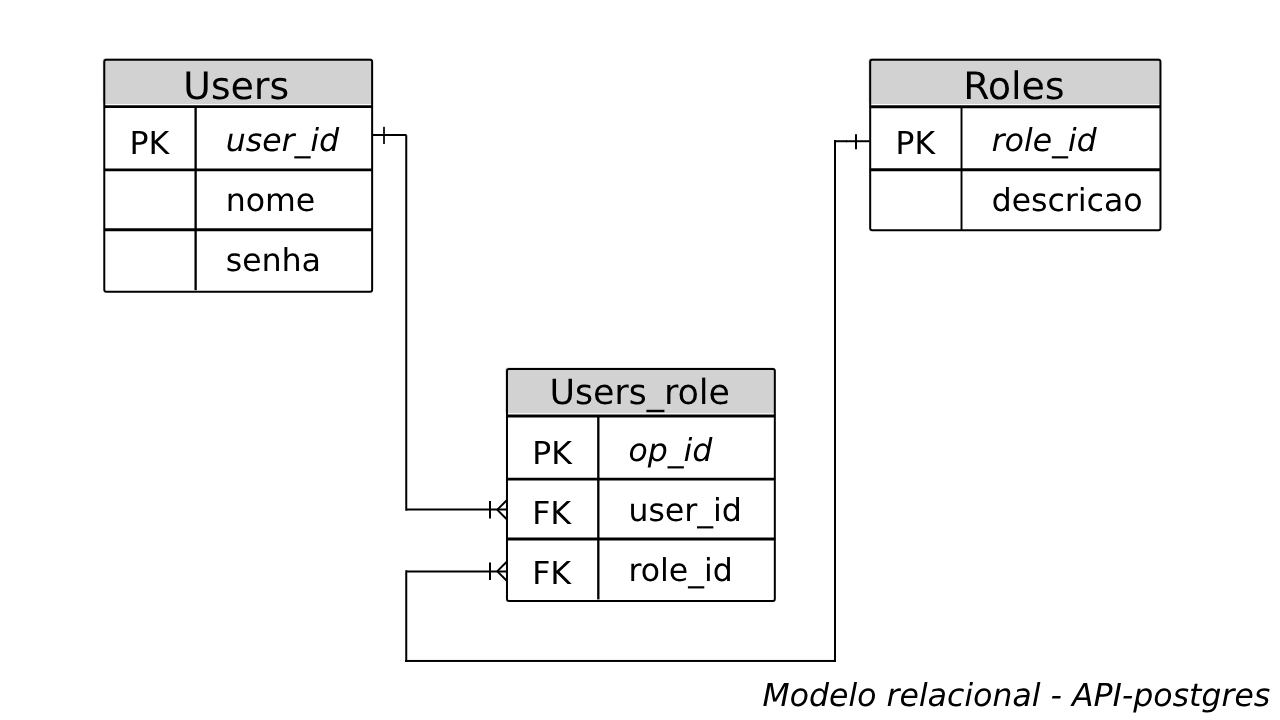 Users
PK user_id
nome
senha
Roles
PK role_id
descricao
Users_role
PK op_id
FK user_id
FK role_id
Modelo relacional - API-postgres